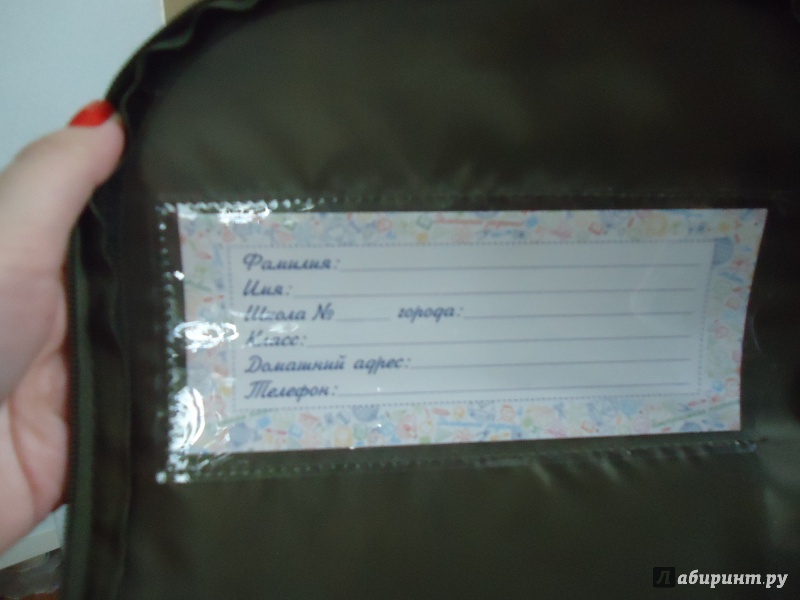 Фамилия:
Имя:
Школа № города:
Класс:
Домашний адрес:
Телефон:
Лабиринт.ру